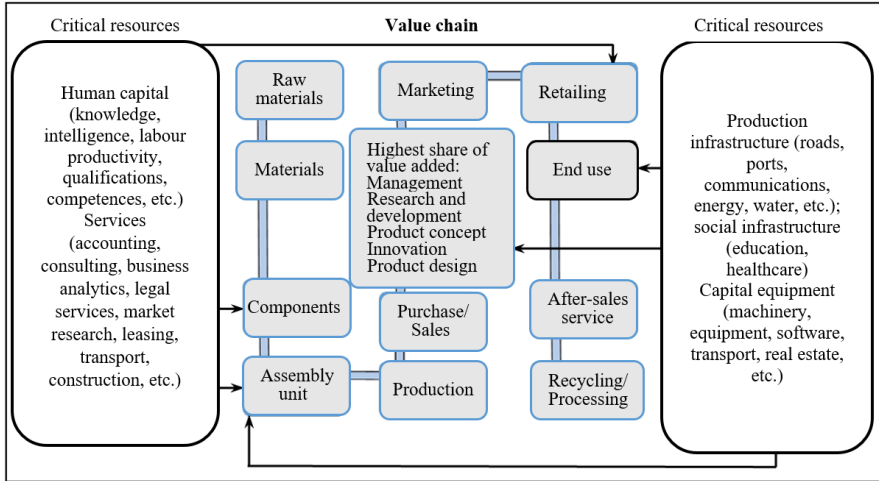 Critical resources
Value chain
Critical resources
Human capital
(knowledge,
intelligence, labour
productivity,
qualifications,
competences, etc.)
Services
(accounting,
consulting, business
analytics, legal
services, market
research, leasing,
transport,
construction, etc.)
Raw
materials
Materials
Components
Assembly
unit
Marketing
Highest share of
value added:
Management
Research and
development
Product concept
Innovation
Product design
Purchase/
Sales
Production
Retailing
End use
After-sales
service
Recycling/
Processing
Production
infrastructure (roads,
ports,
communications,
energy, water, etc.);
social infrastructure
(education,
healthcare)
Capital equipment
(machinery,
equipment, software,
transport, real estate,
etc.)